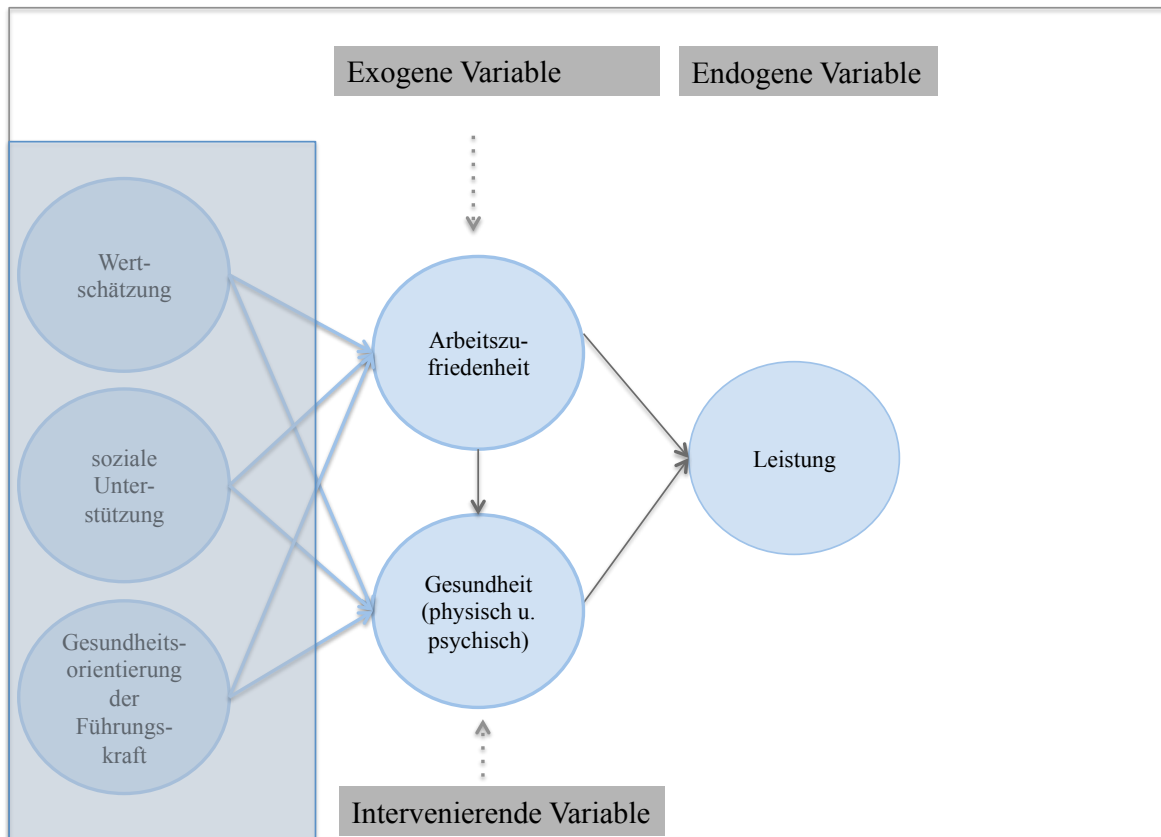 Exogene Variable
Endogene Variable
Wert-
schätzung
Arbeitszu-
friedenheit
soziale
Unter-
stützung
Leistung
Gesundheit
(physisch u.
psychisch)
Gesundheits-
orientierung
der
Führungs-
kraft
Intervenierende Variable